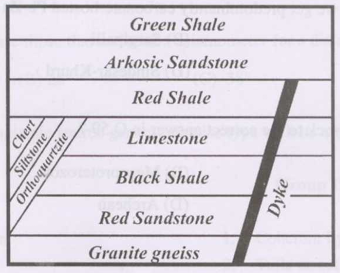 Green Shale
Arkosic Sandstone
Red Shale
Chert
Siltstone
Orthoquartzite
Limestone
Black Shale
Red Sandstone
Dyke
Granite gneiss